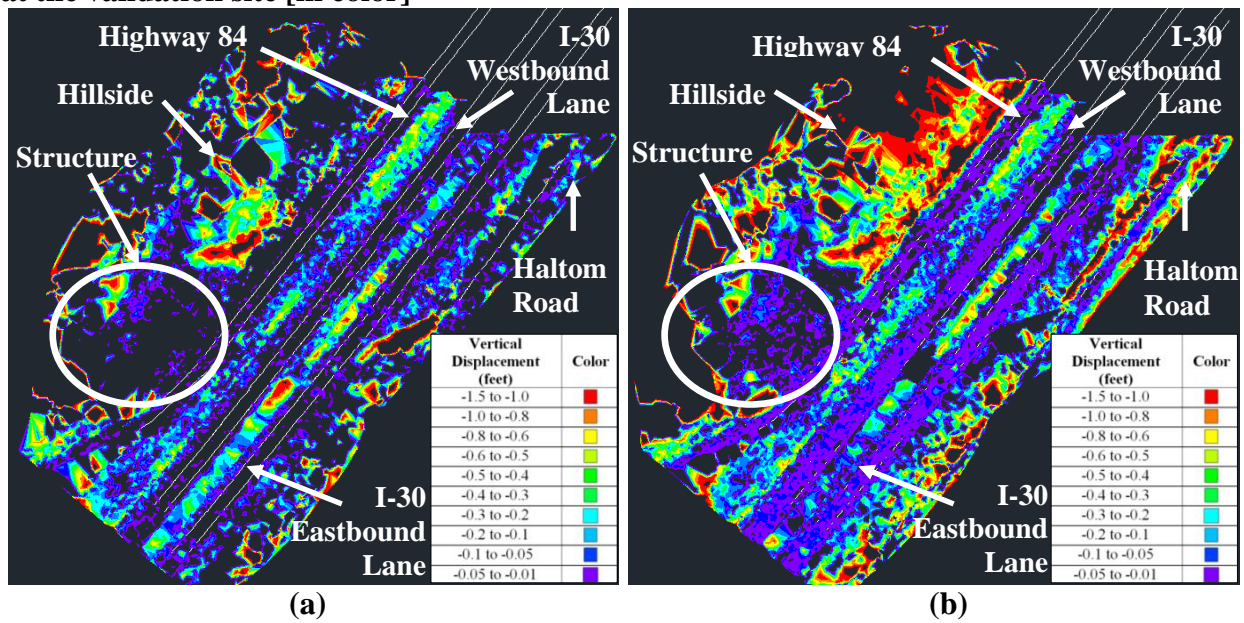 at the validation site [in color]
Highway 84
I-30
Westbound
Lane
Hillside
Structure
Haltom
Road
I-30
Eastbound
Lane
Vertical
Displacement
(feet)
Color
-1.5 to -1.0
-1.0 to -0.8
-0.8 to -0.6
-0.6 to -0.5
-0.5 to -0.4
-0.4 to -0.3
-0.3 to -0.2
-0.2 to -0.1
-0.1 to -0.05
-0.05 to -0.01
(a)
Highway 84
I-30
Westbound
Lane
Hillside
Structure
Haltom
Road
I-30
Eastbound
Lane
Vertical
Displacement
(feet)
Color
-1.5 to -1.0
-1.0 to -0.8
-0.8 to -0.6
-0.6 to -0.5
-0.5 to -0.4
-0.4 to -0.3
-0.3 to -0.2
-0.2 to -0.1
-0.1 to -0.05
-0.05 to -0.01
(b)